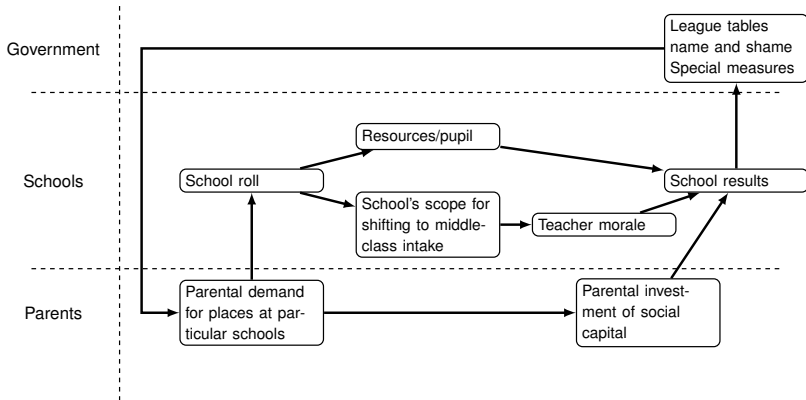 Government
League tables
name and shame
Special measures
Schools
Resources/pupil
School roll
School results
School's scope for
shifting to middle-
class intake
Teacher morale
Parents
Parental demand
for places at par-
ticular schools
Parental invest-
ment of social
capital